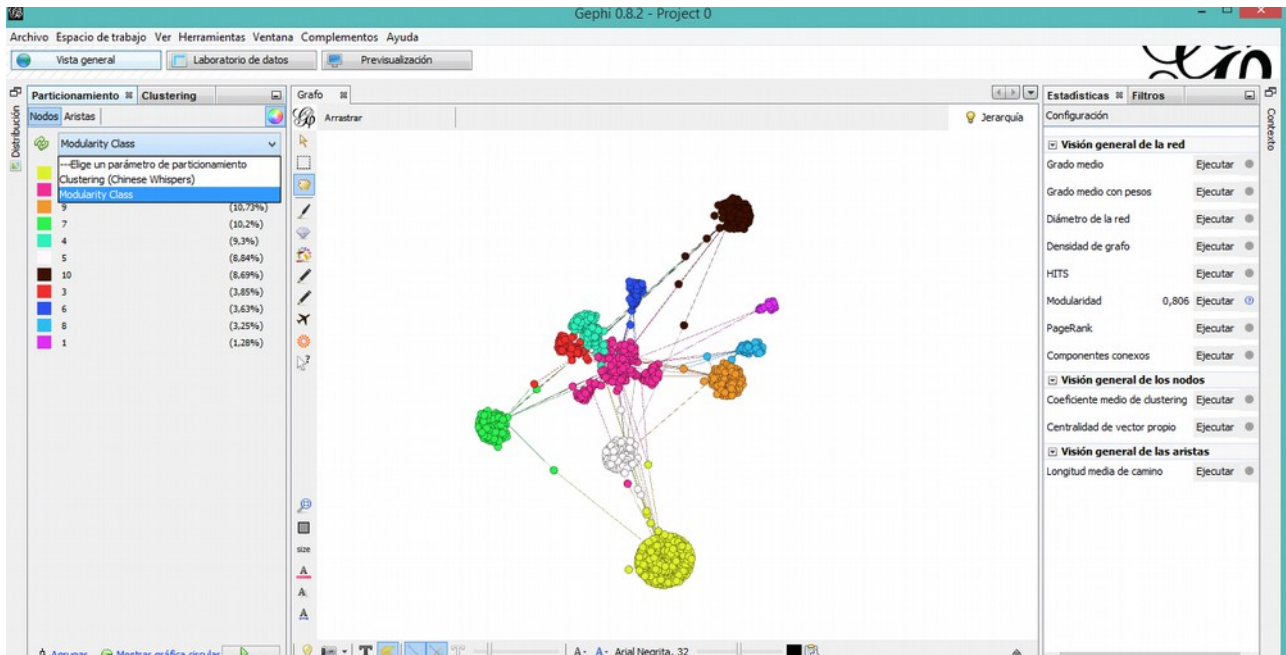 Gephi 0.8.2 - Project 0
Archivo Espacio de trabajo Ver Herramientas Ventana Complementos Ayuda
Vista general Laboratorio de datos Previsualización
Distribución
Particionamiento Clustering
Nodos Aristas
Modularity Class
---Elige un parámetro de particionamiento
Clustering (Chinese Whispers)
Modularity Class
9 (10,73%)
7 (10,2%)
4 (9,3%)
5 (8,84%)
10 (8,69%)
3 (3,85%)
6 (3,63%)
8 (3,25%)
1 (1,28%)
Agrupar Mostrar gráfica circular
Grafo
Arrastrar Jerarquía
size
A
A
A
T T A- A- Arial Negrita, 32
Estadísticas Filtros
Configuración
Visión general de la red
Grado medio Ejecutar
Grado medio con pesos Ejecutar
Diámetro de la red Ejecutar
Densidad de grafo Ejecutar
HITS Ejecutar
Modularidad 0,806 Ejecutar
PageRank Ejecutar
Componentes conexos Ejecutar
Visión general de los nodos
Coeficiente medio de clustering Ejecutar
Centralidad de vector propio Ejecutar
Visión general de las aristas
Longitud media de camino Ejecutar
Contexto